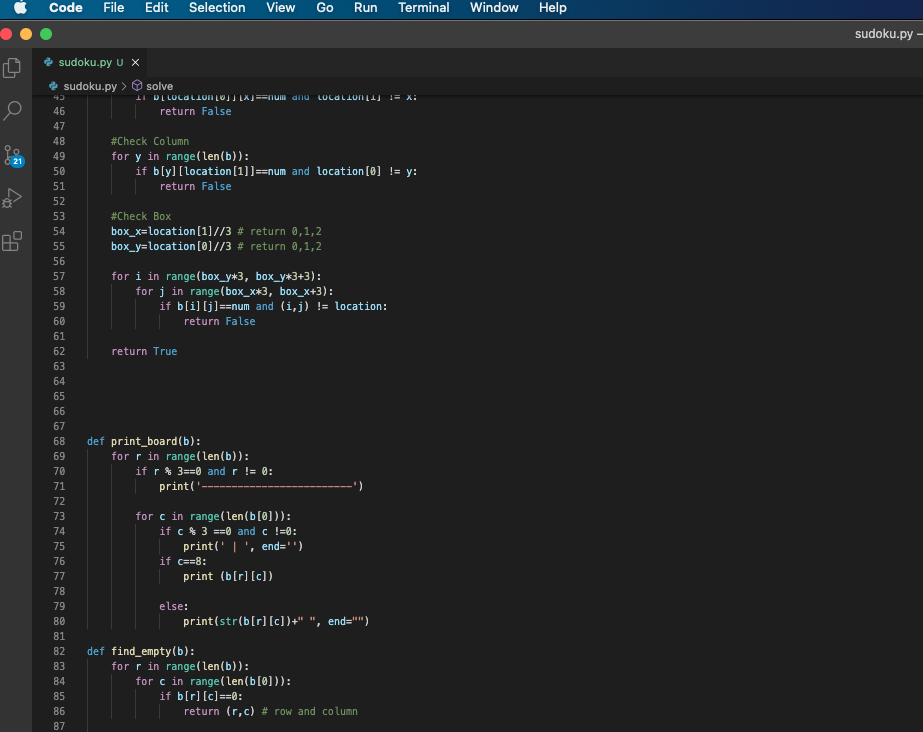 Code File Edit Selection View Go Run Terminal Window Help
sudoku.py —
sudoku.py U ×
sudoku.py > solve
21
45 if b[location[0]][x]==num and location[1] != x:
46 return False
47
48 #Check Column
49 for y in range(len(b)):
50 if b[y][location[1]]==num and location[0] != y:
51 return False
52
53 #Check Box
54 box_x=location[1]//3 # return 0,1,2
55 box_y=location[0]//3 # return 0,1,2
56
57 for i in range(box_y*3, box_y*3+3):
58 for j in range(box_x*3, box_x+3):
59 if b[i][j]==num and (i,j) != location:
60 return False
61
62 return True
63
64
65
66
67
68 def print_board(b):
69 for r in range(len(b)):
70 if r % 3==0 and r != 0:
71 print('-------------------------')
72
73 for c in range(len(b[0])):
74 if c % 3 ==0 and c !=0:
75 print(' | ', end='')
76 if c==8:
77 print (b[r][c])
78
79 else:
80 print(str(b[r][c])+" ", end="")
81
82 def find_empty(b):
83 for r in range(len(b)):
84 for c in range(len(b[0])):
85 if b[r][c]==0:
86 return (r,c) # row and column
87